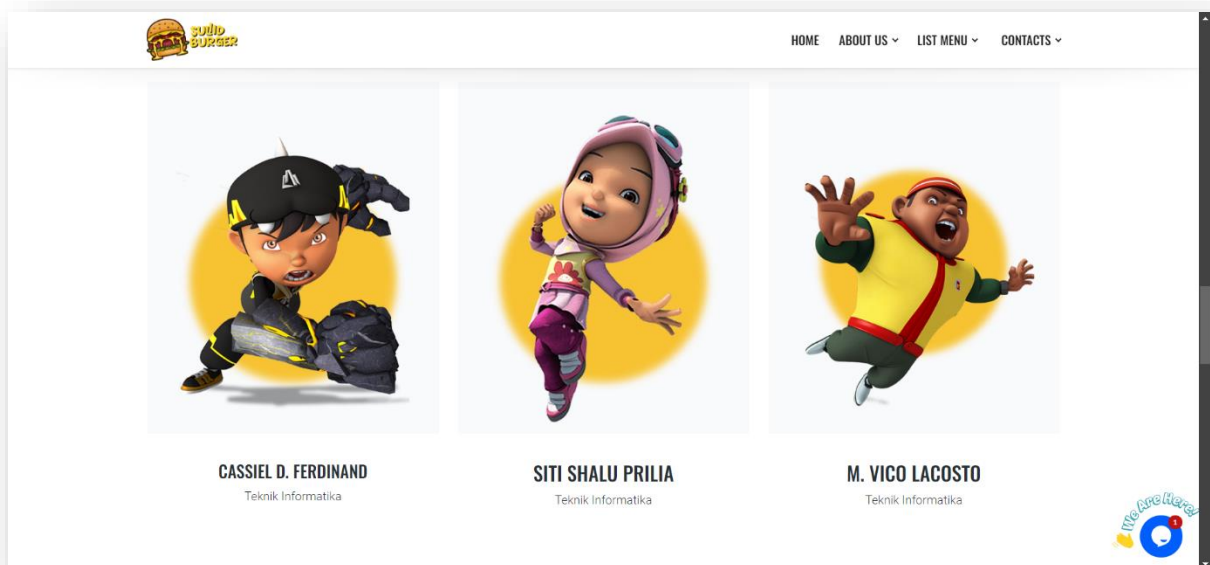 SULTID
BURGER
HOME ABOUT US LIST MENU CONTACTS
CASSIEL D. FERDINAND
Teknik Informatika
SITI SHALU PRILIA
Teknik Informatika
M. VICO LACOSTO
Teknik Informatika
We Are Here!
1